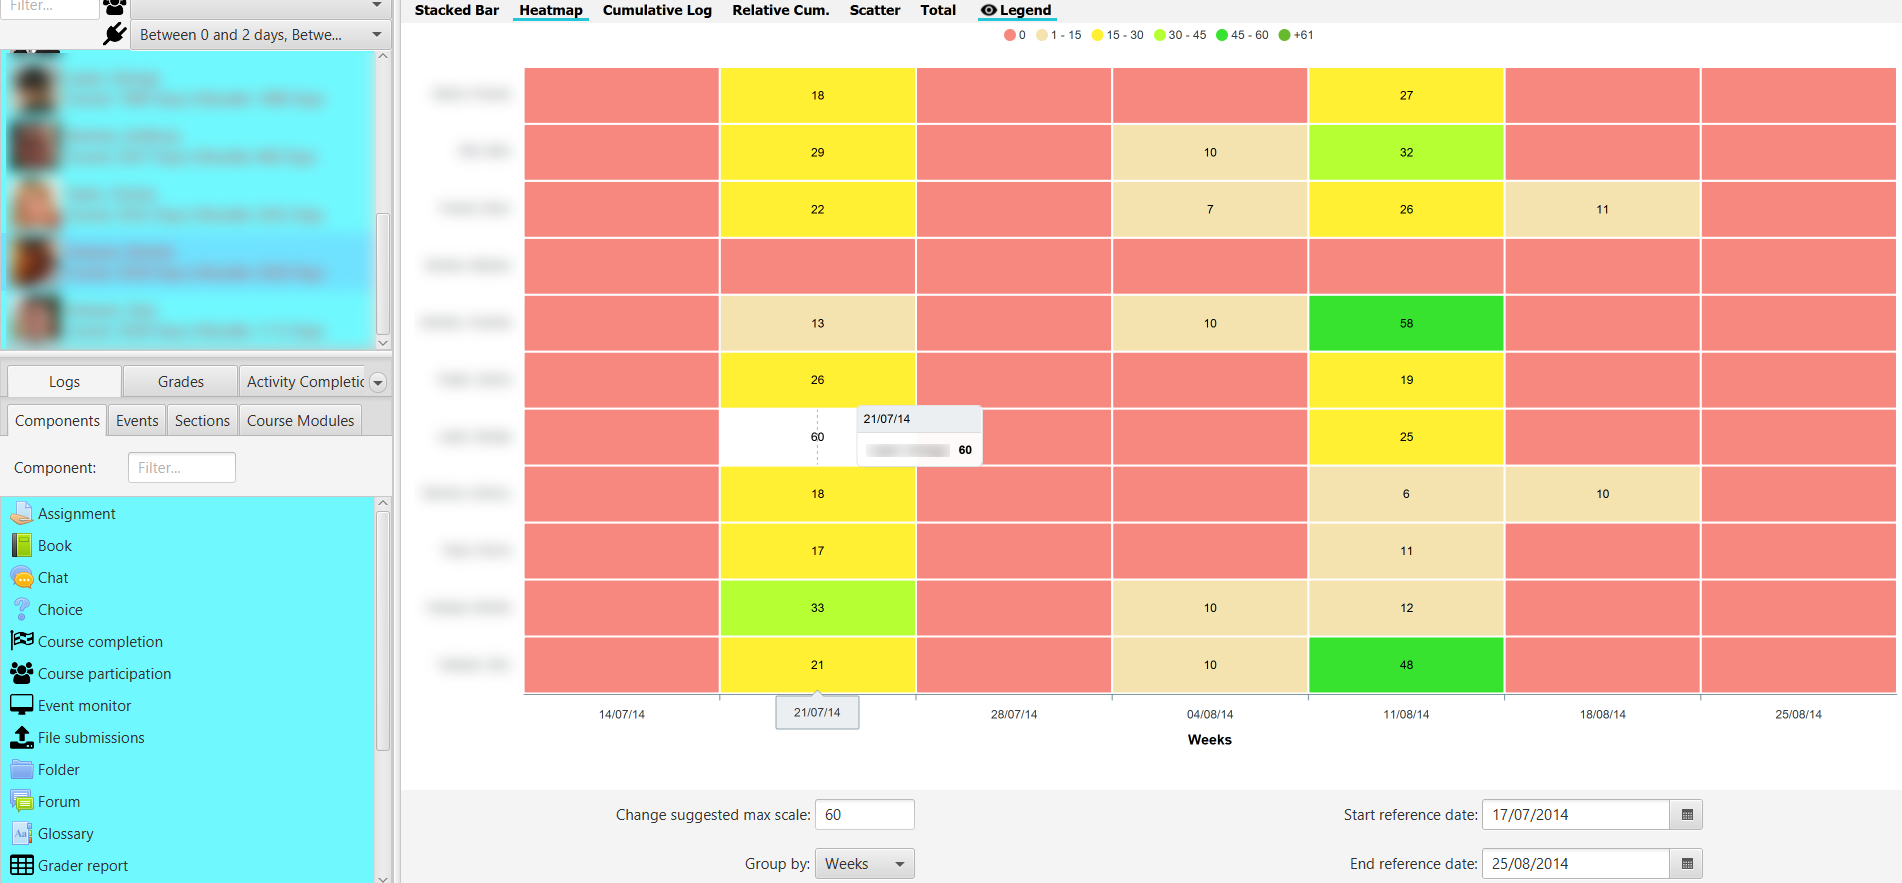 Filter...
Between 0 and 2 days, Betwe...
Logs Grades Activity Completic
Components Events Sections Course Modules
Component: Filter...
Assignment
Book
Chat
Choice
Course completion
Course participation
Event monitor
File submissions
Folder
Forum
Glossary
Grader report
Stacked Bar Heatmap Cumulative Log Relative Cum. Scatter Total Legend
0 1 - 15 15 - 30 30 - 45 45 - 60 +61
18 27
29 10 32
22 7 26 11
13 10 58
26 19
60 25
21/07/14
60
18 6 10
17 11
33 10 12
21 10 48
14/07/14 21/07/14 28/07/14 04/08/14 11/08/14 18/08/14 25/08/14
Weeks
Change suggested max scale: 60
Start reference date: 17/07/2014
Group by: Weeks
End reference date: 25/08/2014